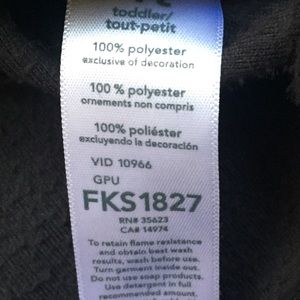 toddler/
tout-petit
100% polyester
exclusive of decoration
100 % polyester
ornements non compris
100% poliéster
excluyendo la decoración
VID 10966
GPU
FKS1827
RN# 35623
CA# 14974
To retain flame resistance
and obtain best wash
results, wash before use.
Turn garment inside out.
Do not use soap products.
Use detergent in full
recommended amount.